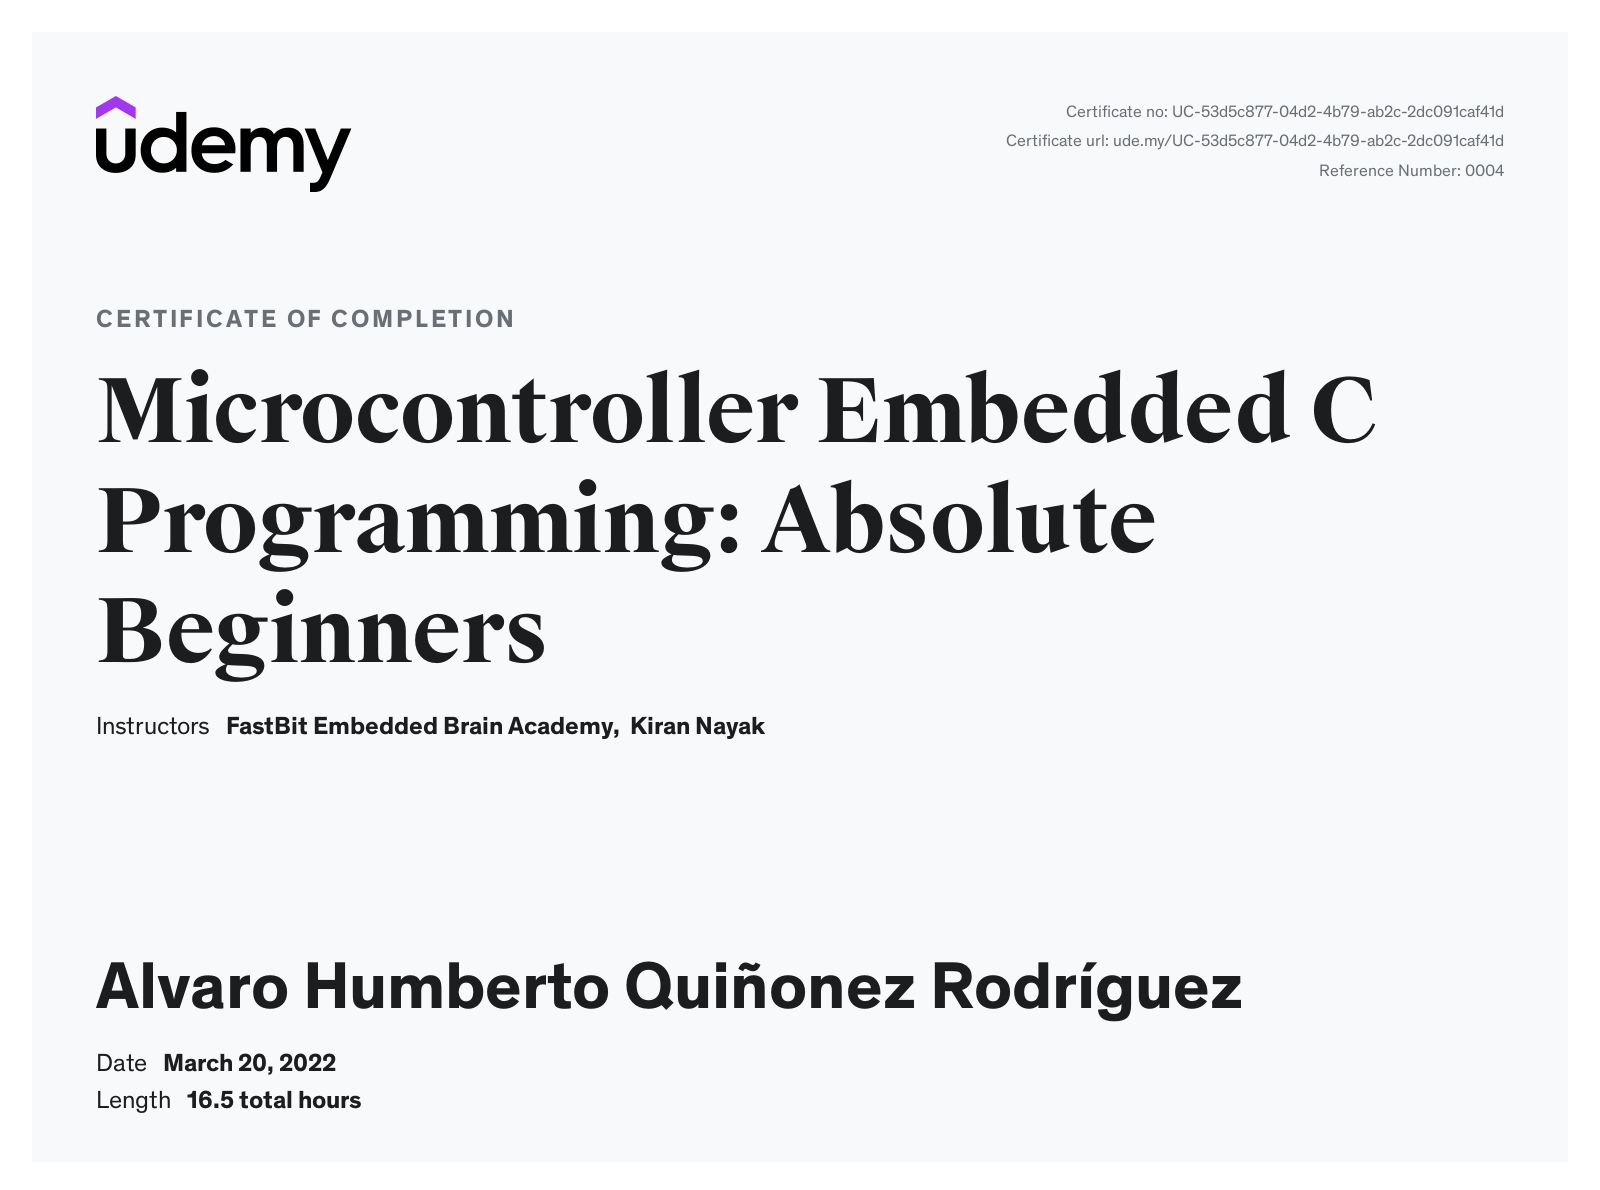 udemy
Certificate no: UC-53d5c877-04d2-4b79-ab2c-2dc091caf41d
Certificate url: ude.my/UC-53d5c877-04d2-4b79-ab2c-2dc091caf41d
Reference Number: 0004
CERTIFICATE OF COMPLETION
Microcontroller Embedded C
Programming: Absolute
Beginners
Instructors FastBit Embedded Brain Academy, Kiran Nayak
Alvaro Humberto Quiñonez Rodríguez
Date March 20, 2022
Length 16.5 total hours